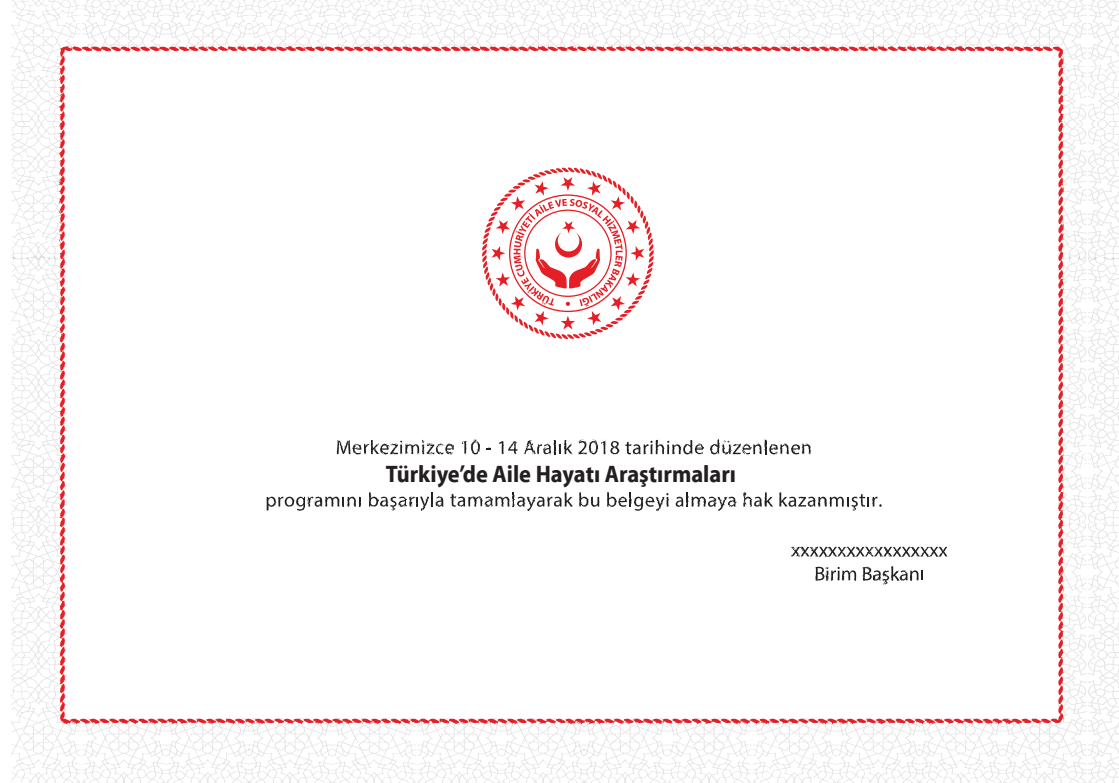 TÜRKİYE CUMHURİYETİ AİLE VE SOSYAL HİZMETLER BAKANLIĞI
Merkezimizce 10 - 14 Aralık 2018 tarihinde düzenlenen
Türkiye’de Aile Hayatı Araştırmaları
programını başarıyla tamamlayarak bu belgeyi almaya hak kazanmıştır.
xxxxxxxxxxxxxxxxx
Birim Başkanı